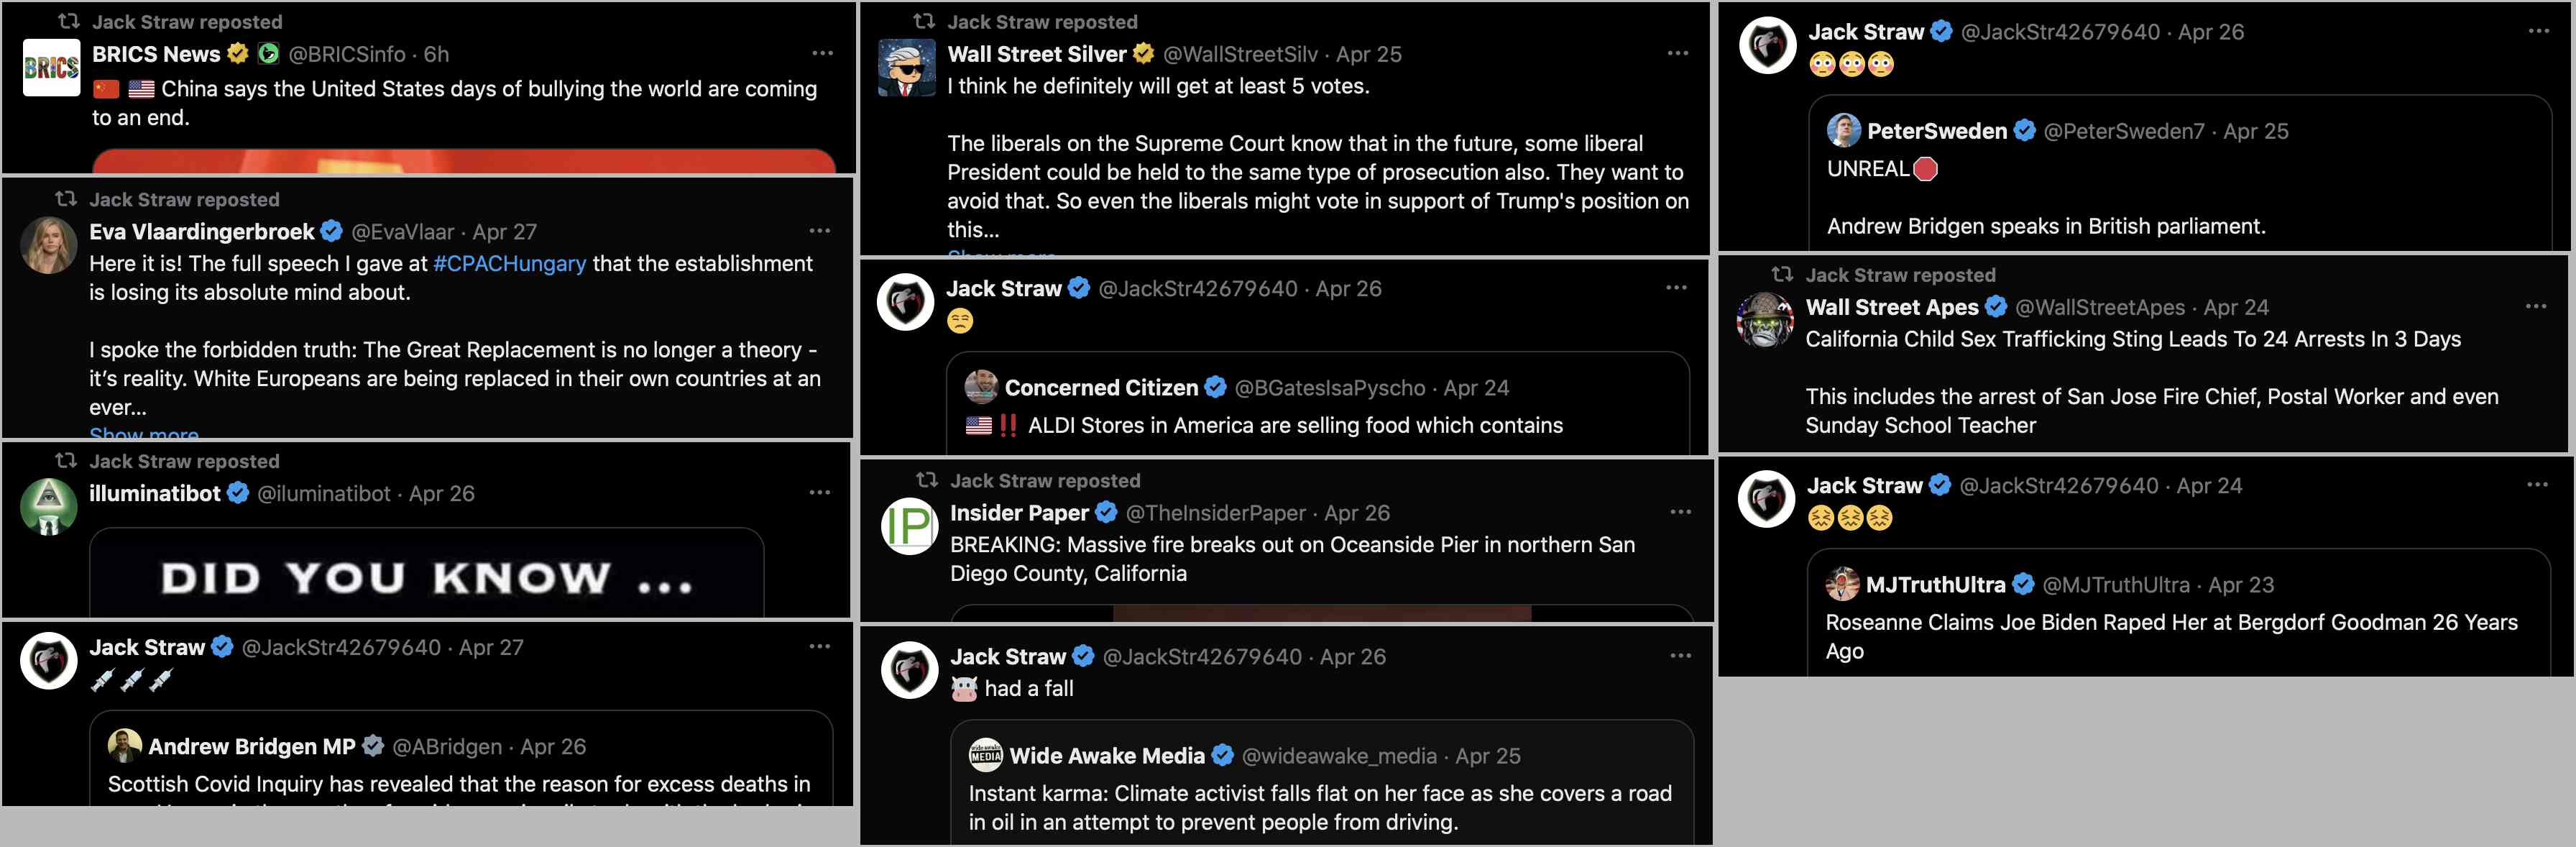 Jack Straw reposted
BRICS News @BRICSinfo · 6h
BRICS
🇨🇳 🇺🇸 China says the United States days of bullying the world are coming
to an end.
Jack Straw reposted
Eva Vlaardingerbroek @EvaVlaar · Apr 27
Here it is! The full speech I gave at #CPACHungary that the establishment
is losing its absolute mind about.
I spoke the forbidden truth: The Great Replacement is no longer a theory -
it’s reality. White Europeans are being replaced in their own countries at an
ever...
Show more
Jack Straw reposted
illuminatibot @iluminatibot · Apr 26
DID YOU KNOW ...
Jack Straw @JackStr42679640 · Apr 27
💉💉💉
Andrew Bridgen MP @ABridgen · Apr 26
Scottish Covid Inquiry has revealed that the reason for excess deaths in
Jack Straw reposted
Wall Street Silver @WallStreetSilv · Apr 25
I think he definitely will get at least 5 votes.
The liberals on the Supreme Court know that in the future, some liberal
President could be held to the same type of prosecution also. They want to
avoid that. So even the liberals might vote in support of Trump's position on
this...
Show more
Jack Straw @JackStr42679640 · Apr 26
😒
Concerned Citizen @BGatesIsaPyscho · Apr 24
🇺🇸‼️ ALDI Stores in America are selling food which contains
Jack Straw reposted
IP
Insider Paper @TheInsiderPaper · Apr 26
BREAKING: Massive fire breaks out on Oceanside Pier in northern San
Diego County, California
Jack Straw @JackStr42679640 · Apr 26
🐮 had a fall
MEDIA
Wide Awake Media @wideawake_media · Apr 25
Instant karma: Climate activist falls flat on her face as she covers a road
in oil in an attempt to prevent people from driving.
Jack Straw @JackStr42679640 · Apr 26
😳😳😳
PeterSweden @PeterSweden7 · Apr 25
UNREAL🛑
Andrew Bridgen speaks in British parliament.
Jack Straw reposted
Wall Street Apes @WallStreetApes · Apr 24
California Child Sex Trafficking Sting Leads To 24 Arrests In 3 Days
This includes the arrest of San Jose Fire Chief, Postal Worker and even
Sunday School Teacher
Jack Straw @JackStr42679640 · Apr 24
😖😖😖
MJTruthUltra @MJTruthUltra · Apr 23
Roseanne Claims Joe Biden Raped Her at Bergdorf Goodman 26 Years
Ago